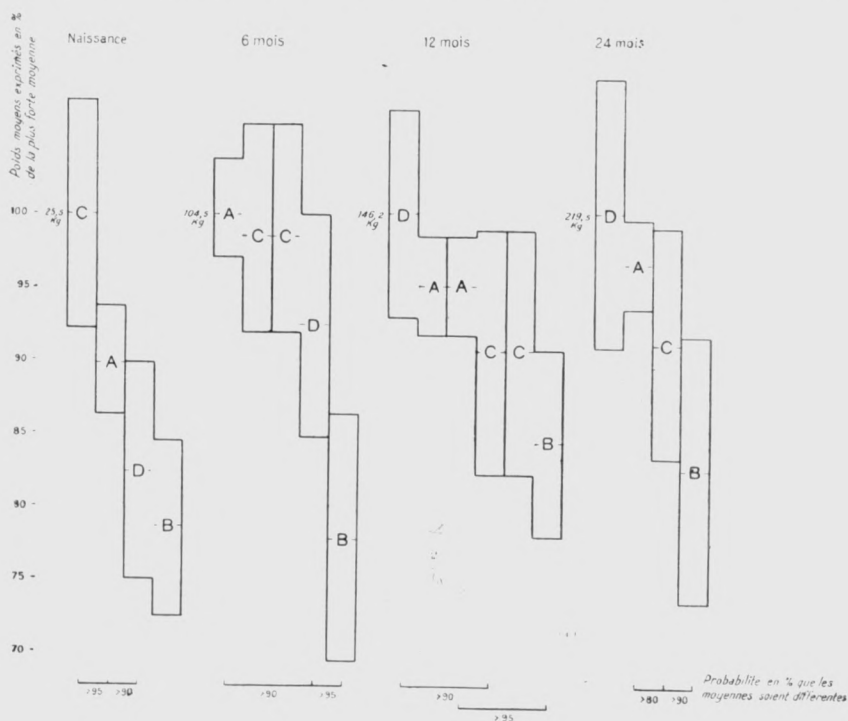 %
Poids moyens exprimés en %
de la plus forte moyenne
Naissance
6 mois
12 mois
24 mois
100 -
95 -
90 -
85 -
80 -
75 -
70 -
25,5
Kg
C
A
D
B
104,5
Kg
A
C
C
D
B
146,2
Kg
D
A
A
C
C
B
219,5
Kg
D
A
C
B
>95
>90
>90
>95
>90
>95
>80
>90
Probabilité en % que les
moyennes soient différentes